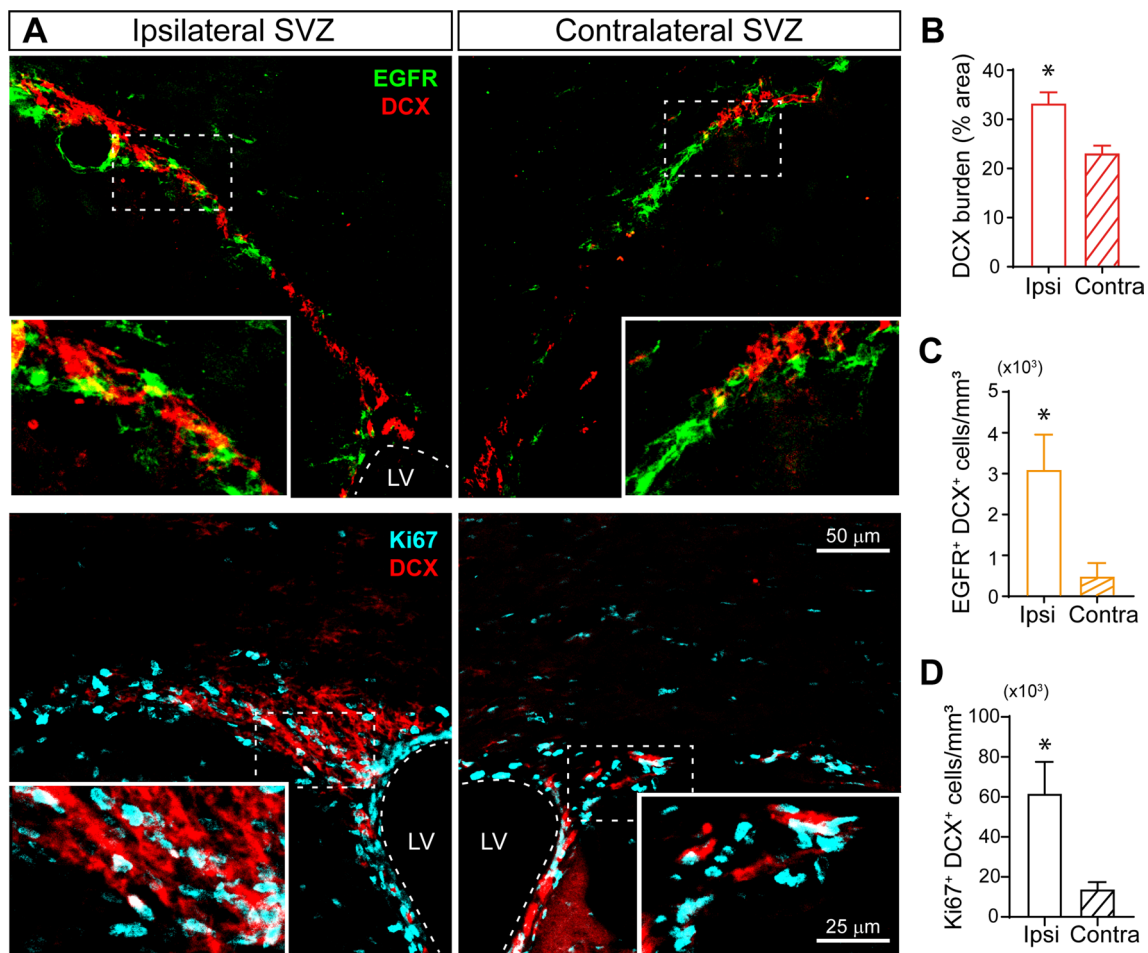 A
Ipsilateral SVZ
Contralateral SVZ
EGFR
DCX
LV
Ki67
DCX
50 μm
LV
LV
25 μm
B
DCX burden (% area)
40
30
20
10
0
*
Ipsi
Contra
C
(x10³)
EGFR⁺ DCX⁺ cells/mm³
5
4
3
2
1
0
*
Ipsi
Contra
D
(x10³)
Ki67⁺ DCX⁺ cells/mm³
100
80
60
40
20
0
*
Ipsi
Contra